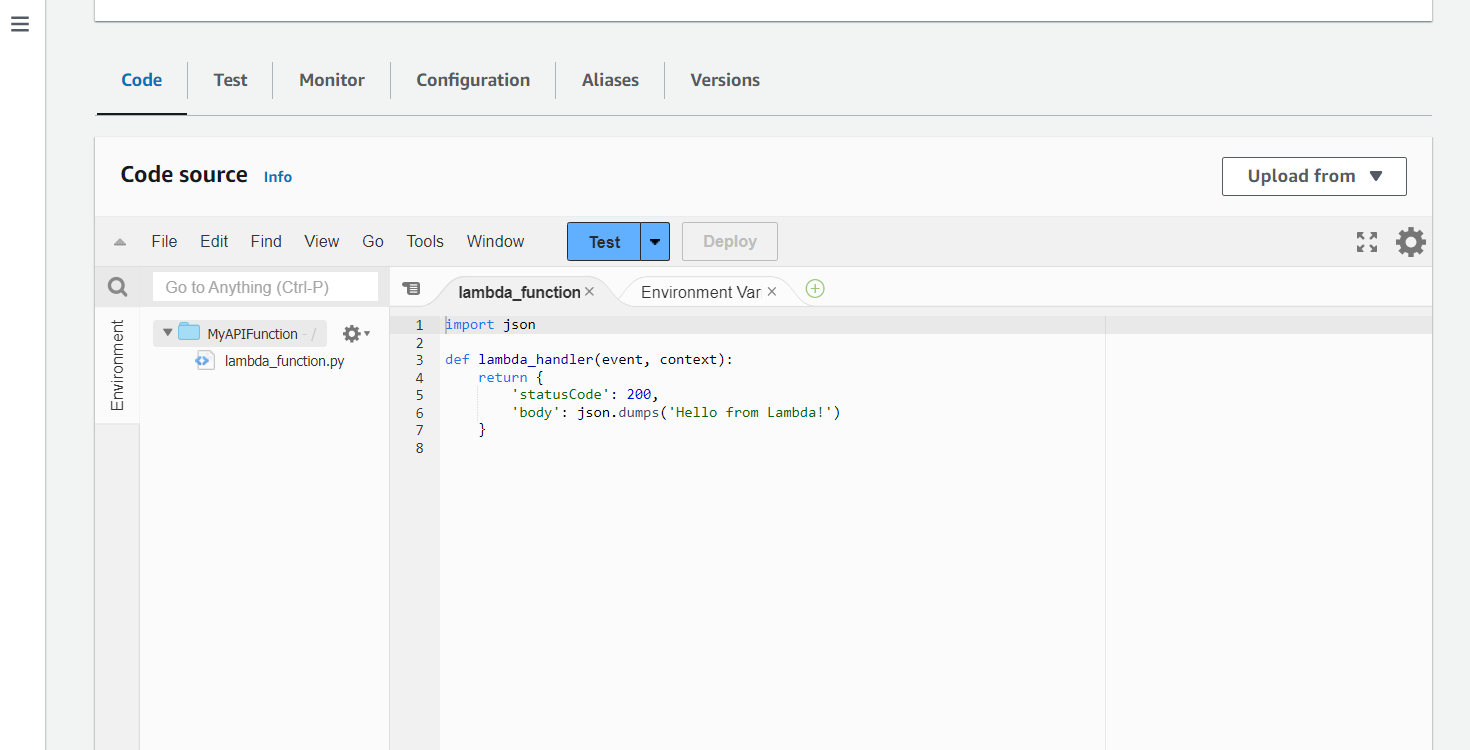 Code Test Monitor Configuration Aliases Versions
Code source Info Upload from
File Edit Find View Go Tools Window Test Deploy
Go to Anything (Ctrl-P) lambda_function Environment Var
Environment
MyAPIFunction - /
lambda_function.py
1 import json
2
3 def lambda_handler(event, context):
4     return {
5         'statusCode': 200,
6         'body': json.dumps('Hello from Lambda!')
7     }
8